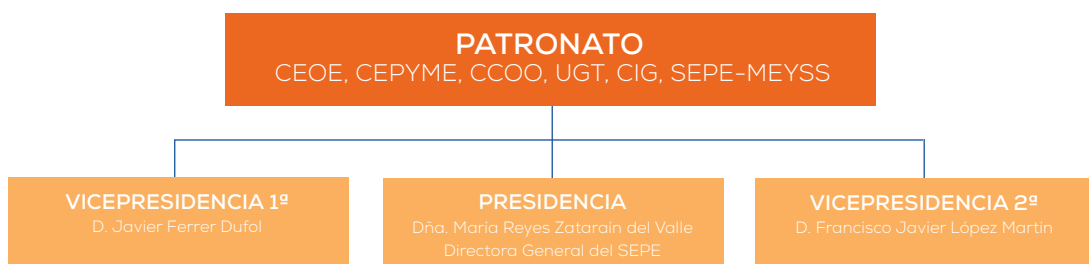 PATRONATO
CEOE, CEPYME, CCOO, UGT, CIG, SEPE-MEYSS
VICEPRESIDENCIA 1ª
D. Javier Ferrer Dufol
PRESIDENCIA
Dña. María Reyes Zatarain del Valle
Directora General del SEPE
VICEPRESIDENCIA 2ª
D. Francisco Javier López Martín